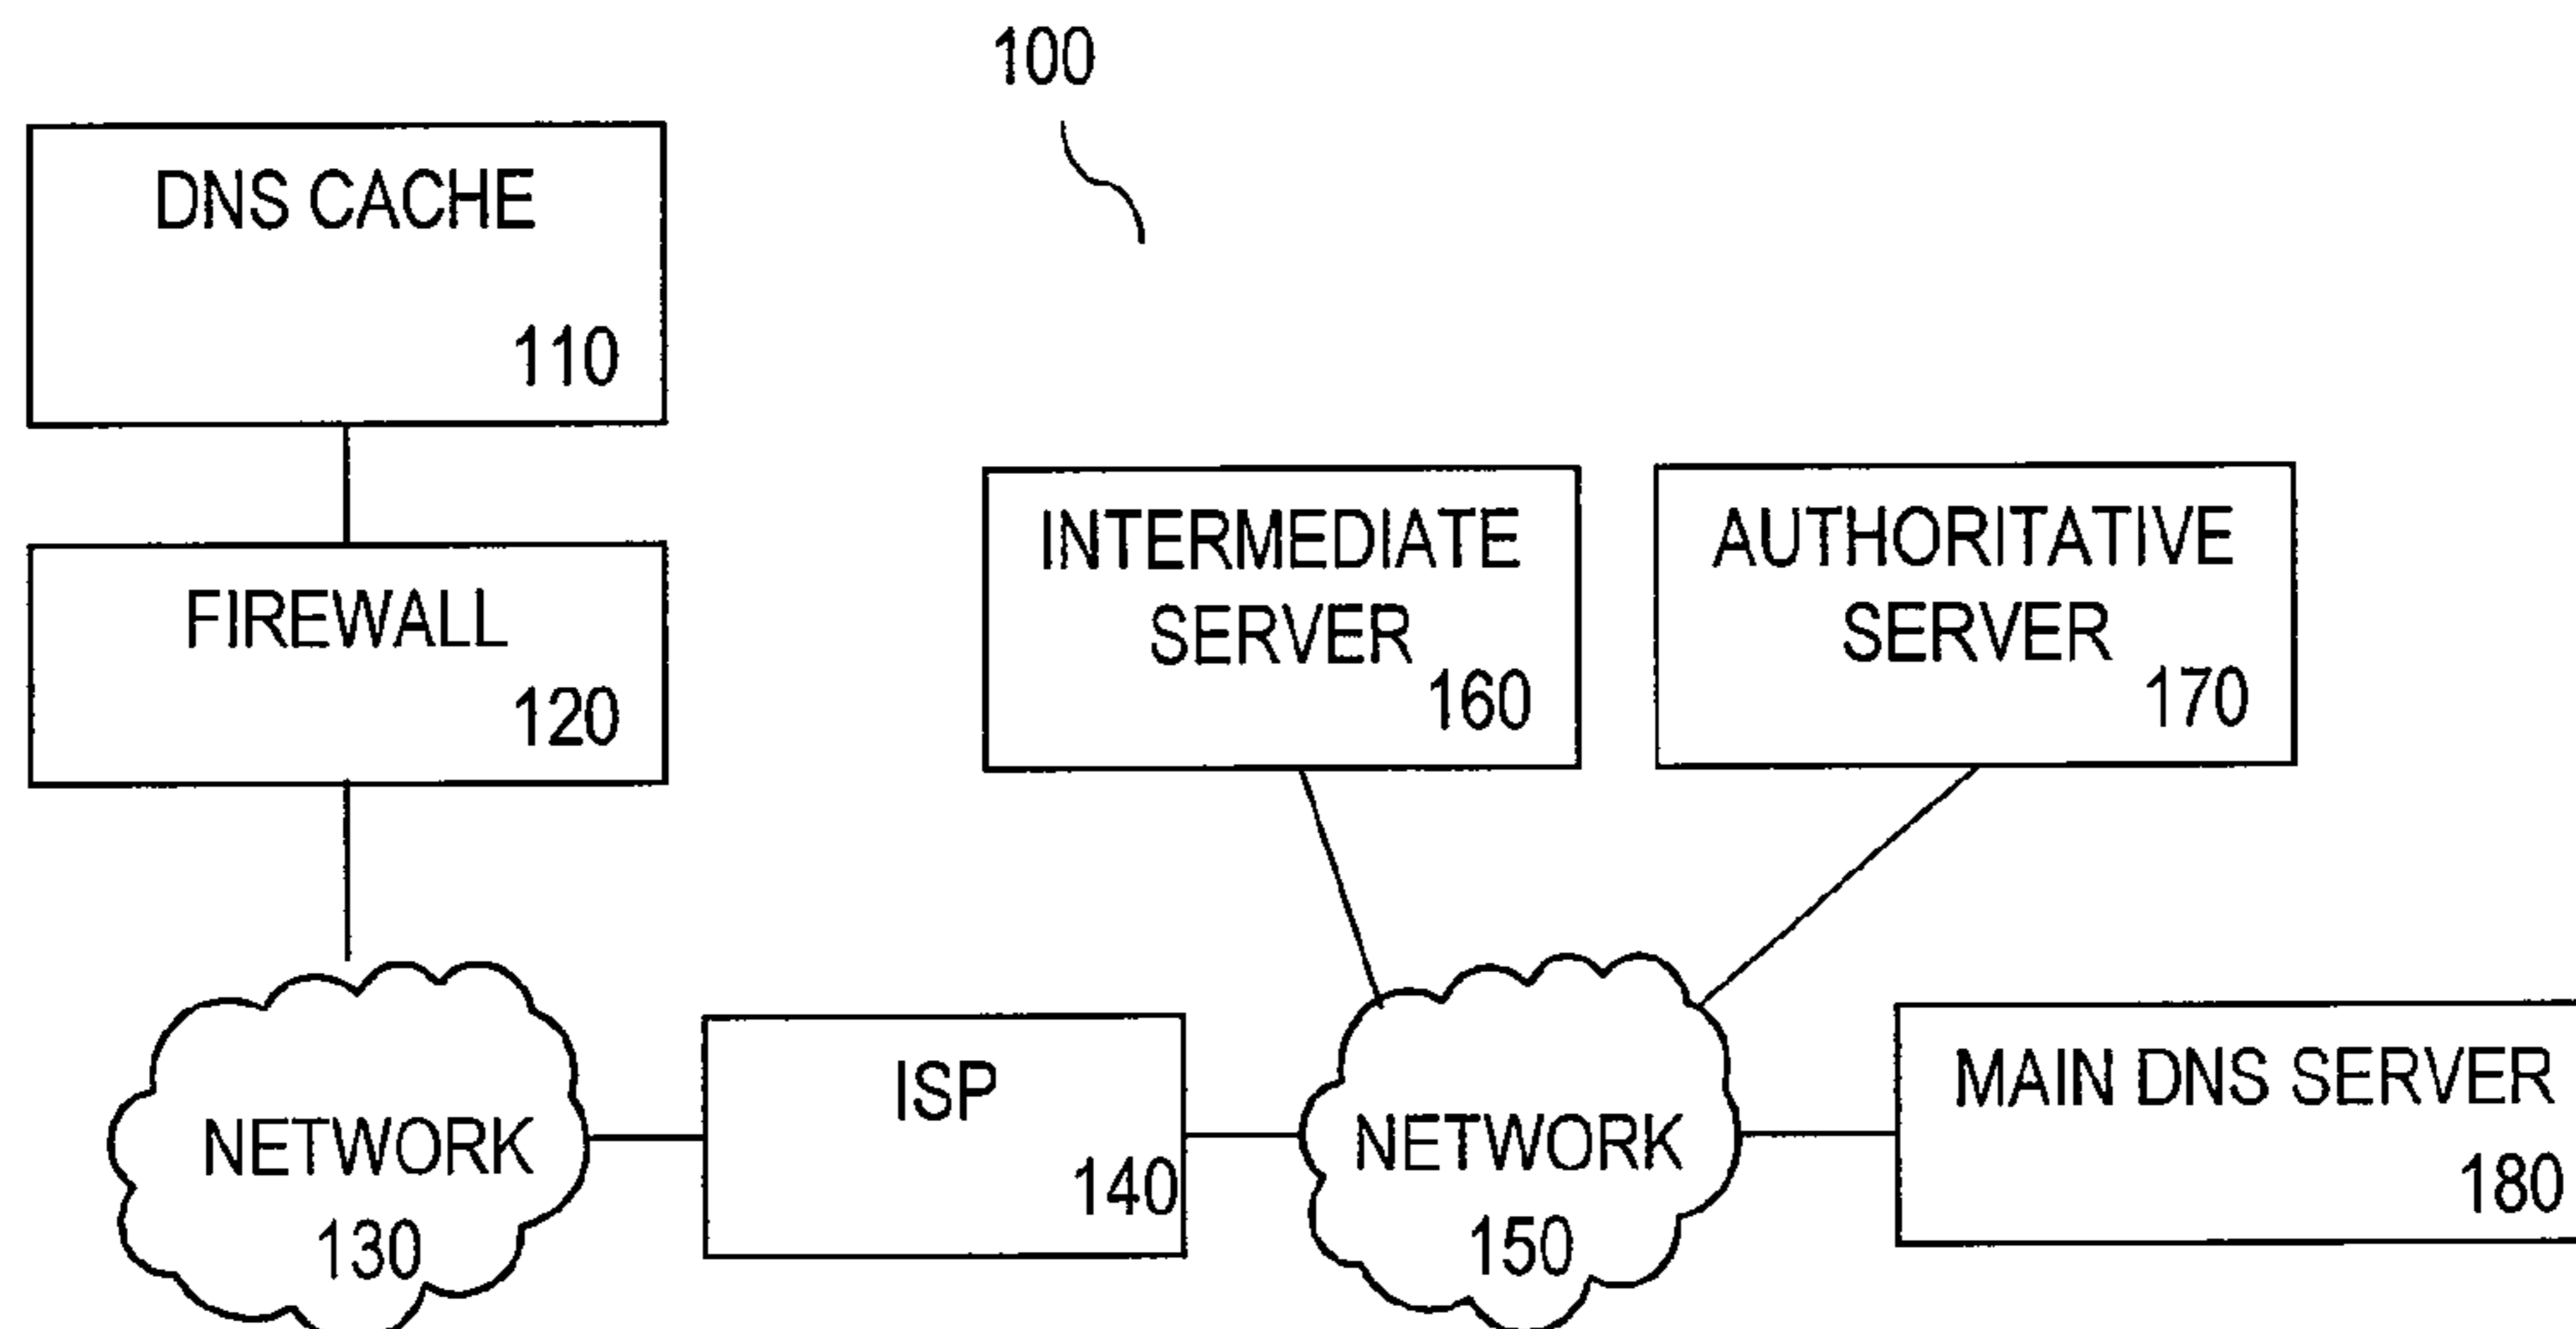 100
DNS CACHE
110
FIREWALL
120
INTERMEDIATE
SERVER
160
AUTHORITATIVE
SERVER
170
NETWORK
130
ISP
140
NETWORK
150
MAIN DNS SERVER
180